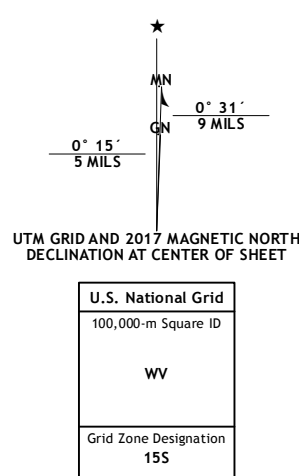 ★
MN
0° 31´
9 MILS
GN
0° 15´
5 MILS
UTM GRID AND 2017 MAGNETIC NORTH
DECLINATION AT CENTER OF SHEET
U.S. National Grid
100,000-m Square ID
WV
Grid Zone Designation
15S